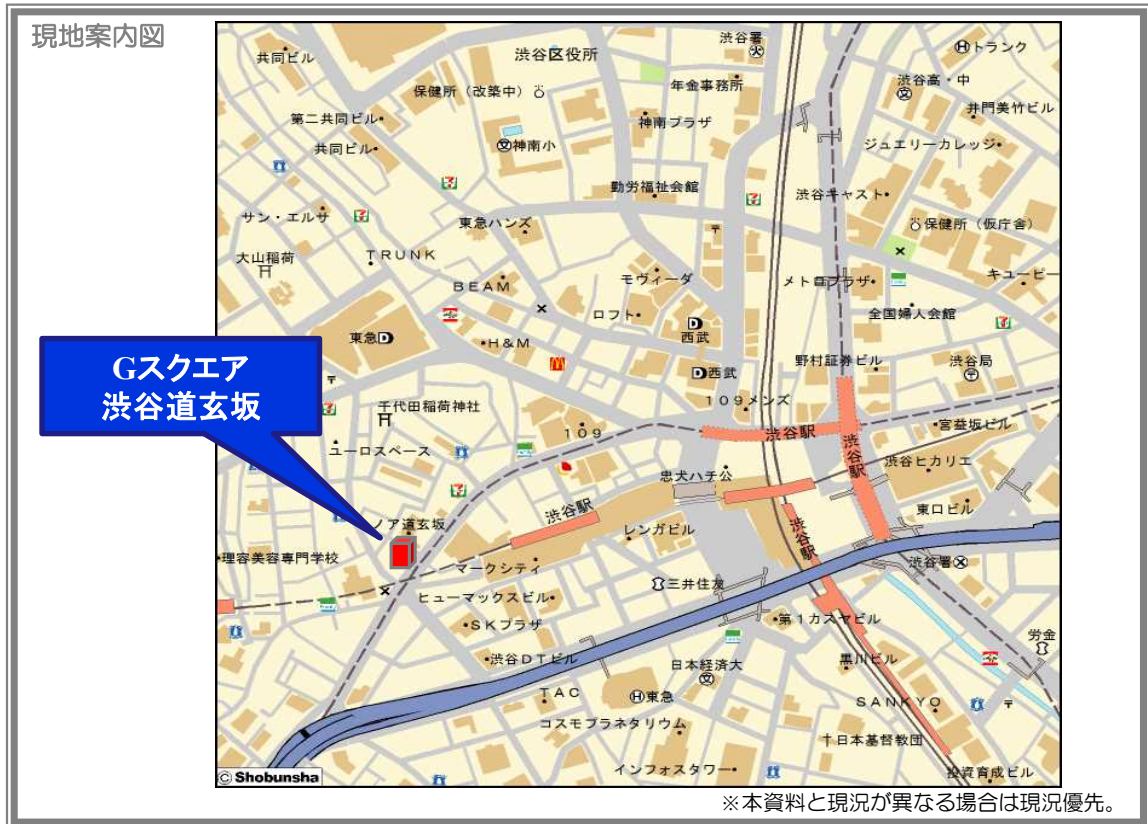 現地案内図
共同ビル
渋谷区役所
渋谷署
トランク
保健所（改築中）
年金事務所
渋谷高・中
第二共同ビル
神南プラザ
井門美竹ビル
共同ビル
神南小
ジュエリーカレッジ
勤労福祉会館
渋谷キャスト
サン・エルサ
東急ハンズ
保健所（仮庁舎）
大山稲荷
TRUNK
BEAM
モヴィーダ
メトロプラザ
キューピー
ロフト
西武
全国婦人会館
東急
H&M
野村証券ビル
渋谷局
Gスクエア
渋谷道玄坂
西武
109メンズ
千代田稲荷神社
109
渋谷駅
渋谷駅
宮益坂ビル
ユーロスペース
忠犬ハチ公
渋谷ヒカリエ
渋谷駅
ノア道玄坂
レンガビル
渋谷駅
東口ビル
理容美容専門学校
マークシティ
渋谷署
ヒューマックスビル
三井住友
SKプラザ
第1カスヤビル
労金
渋谷DTビル
日本経済大
黒川ビル
TAC
東急
SANKYO
コスモプラネタリウム
日本基督教団
インフォスタワー
投資育成ビル
© Shobunsha
※本資料と現況が異なる場合は現況優先。